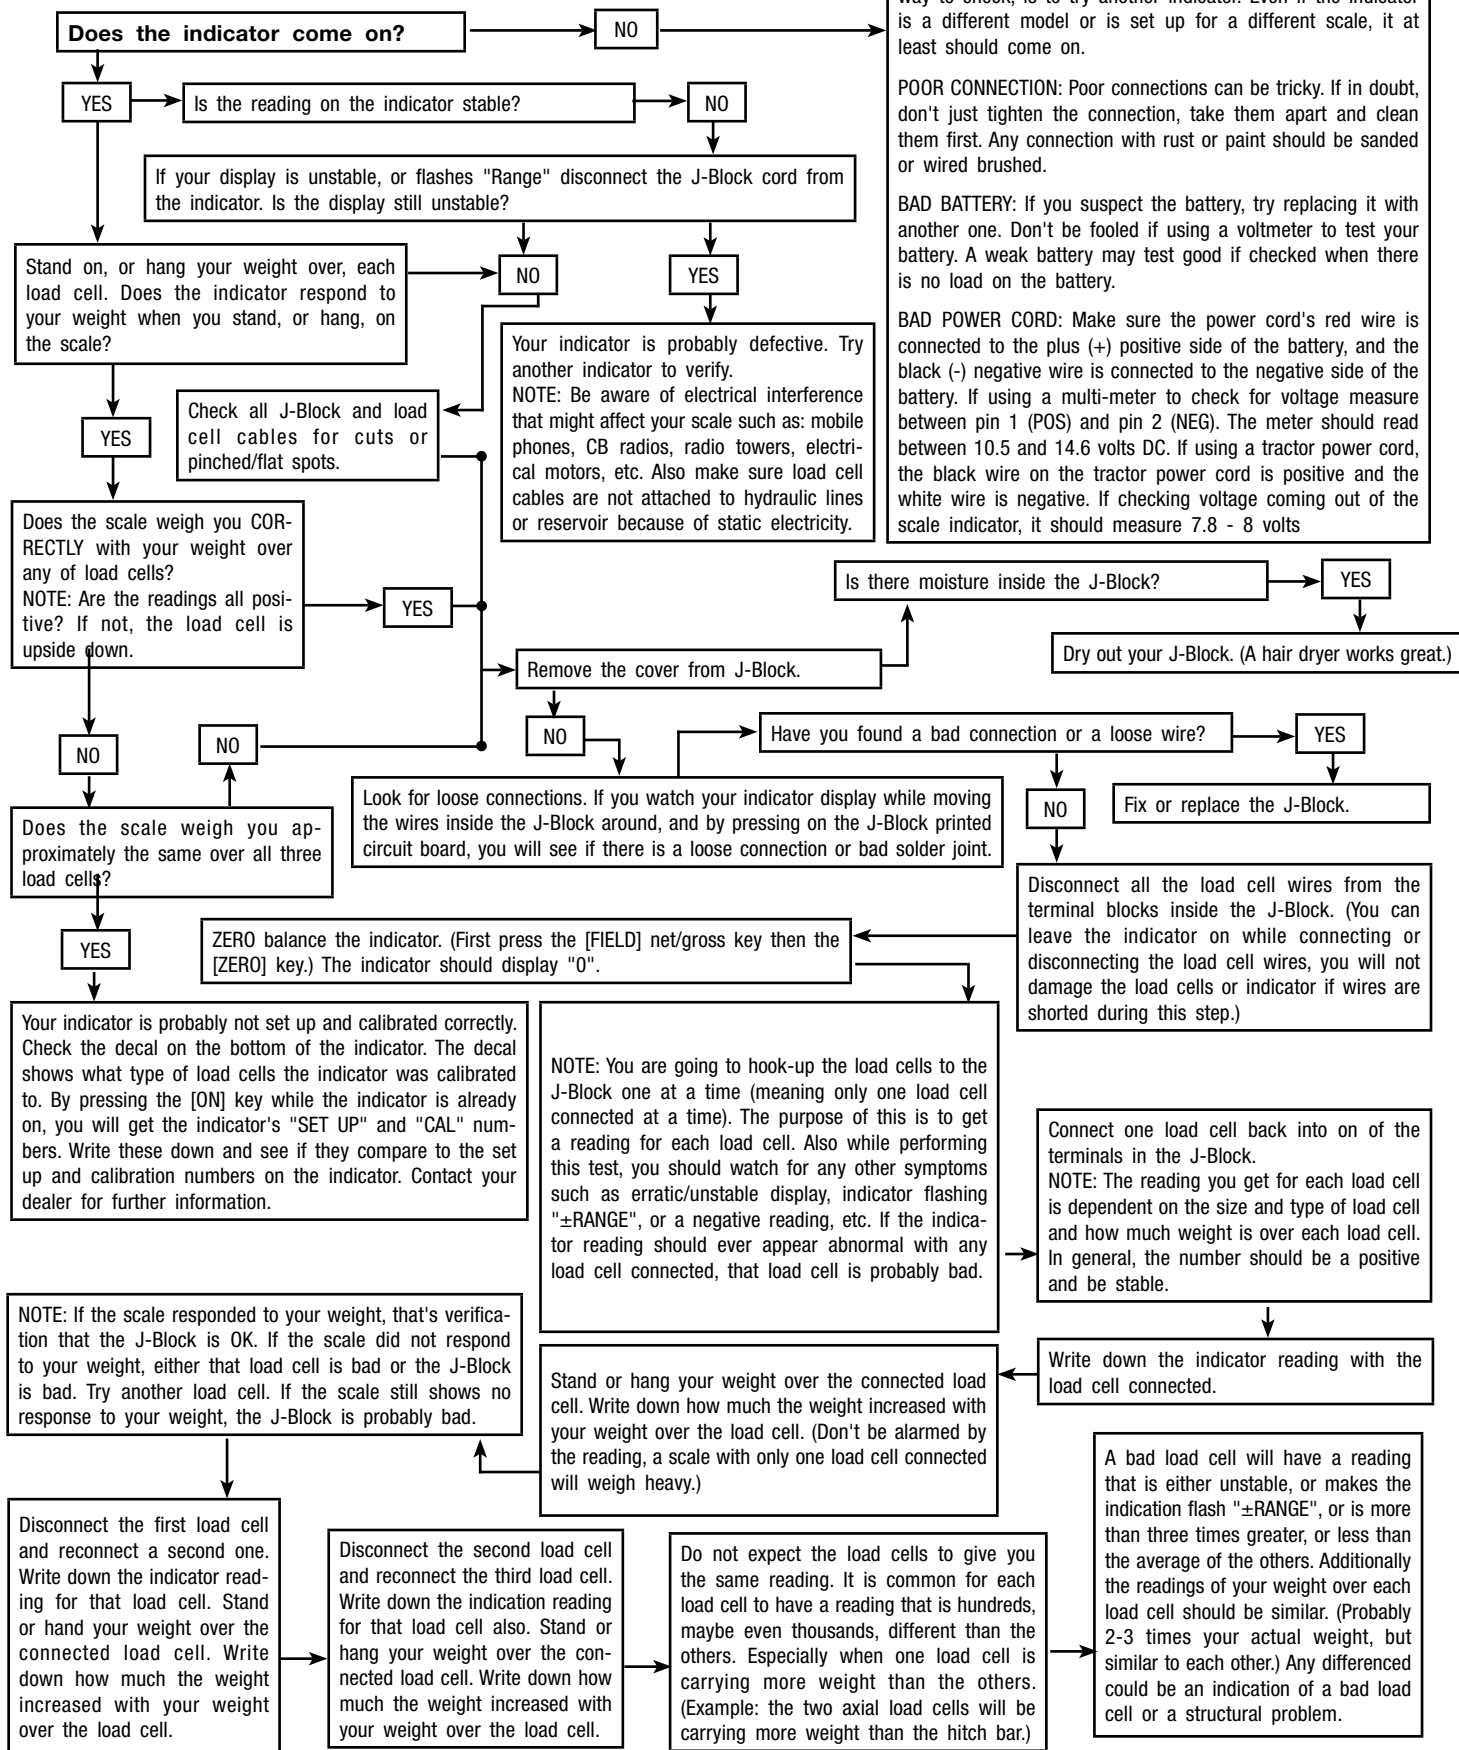 way to check, is to try another indicator. Even if the indicator
is a different model or is set up for a different scale, it at
least should come on.
POOR CONNECTION: Poor connections can be tricky. If in doubt,
don't just tighten the connection, take them apart and clean
them first. Any connection with rust or paint should be sanded
or wired brushed.
BAD BATTERY: If you suspect the battery, try replacing it with
another one. Don't be fooled if using a voltmeter to test your
battery. A weak battery may test good if checked when there
is no load on the battery.
BAD POWER CORD: Make sure the power cord's red wire is
connected to the plus (+) positive side of the battery, and the
black (-) negative wire is connected to the negative side of the
battery. If using a multi-meter to check for voltage measure
between pin 1 (POS) and pin 2 (NEG). The meter should read
between 10.5 and 14.6 volts DC. If using a tractor power cord,
the black wire on the tractor power cord is positive and the
white wire is negative. If checking voltage coming out of the
scale indicator, it should measure 7.8 - 8 volts
Does the indicator come on?
NO
YES
Is the reading on the indicator stable?
NO
If your display is unstable, or flashes "Range" disconnect the J-Block cord from
the indicator. Is the display still unstable?
NO
YES
Stand on, or hang your weight over, each
load cell. Does the indicator respond to
your weight when you stand, or hang, on
the scale?
Your indicator is probably defective. Try
another indicator to verify.
NOTE: Be aware of electrical interference
that might affect your scale such as: mobile
phones, CB radios, radio towers, electri-
cal motors, etc. Also make sure load cell
cables are not attached to hydraulic lines
or reservoir because of static electricity.
Check all J-Block and load
cell cables for cuts or
pinched/flat spots.
YES
Does the scale weigh you COR-
RECTLY with your weight over
any of load cells?
NOTE: Are the readings all posi-
tive? If not, the load cell is
upside down.
YES
Is there moisture inside the J-Block?
YES
Dry out your J-Block. (A hair dryer works great.)
Remove the cover from J-Block.
NO
NO
NO
Have you found a bad connection or a loose wire?
YES
Fix or replace the J-Block.
NO
Look for loose connections. If you watch your indicator display while moving
the wires inside the J-Block around, and by pressing on the J-Block printed
circuit board, you will see if there is a loose connection or bad solder joint.
Does the scale weigh you ap-
proximately the same over all three
load cells?
YES
Disconnect all the load cell wires from the
terminal blocks inside the J-Block. (You can
leave the indicator on while connecting or
disconnecting the load cell wires, you will not
damage the load cells or indicator if wires are
shorted during this step.)
ZERO balance the indicator. (First press the [FIELD] net/gross key then the
[ZERO] key.) The indicator should display "0".
Your indicator is probably not set up and calibrated correctly.
Check the decal on the bottom of the indicator. The decal
shows what type of load cells the indicator was calibrated
to. By pressing the [ON] key while the indicator is already
on, you will get the indicator's "SET UP" and "CAL" num-
bers. Write these down and see if they compare to the set
up and calibration numbers on the indicator. Contact your
dealer for further information.
NOTE: You are going to hook-up the load cells to the
J-Block one at a time (meaning only one load cell
connected at a time). The purpose of this is to get
a reading for each load cell. Also while performing
this test, you should watch for any other symptoms
such as erratic/unstable display, indicator flashing
"±RANGE", or a negative reading, etc. If the indica-
tor reading should ever appear abnormal with any
load cell connected, that load cell is probably bad.
Connect one load cell back into on of the
terminals in the J-Block.
NOTE: The reading you get for each load cell
is dependent on the size and type of load cell
and how much weight is over each load cell.
In general, the number should be a positive
and be stable.
Write down the indicator reading with the
load cell connected.
Stand or hang your weight over the connected load
cell. Write down how much the weight increased with
your weight over the load cell. (Don't be alarmed by
the reading, a scale with only one load cell connected
will weigh heavy.)
NOTE: If the scale responded to your weight, that's verifica-
tion that the J-Block is OK. If the scale did not respond
to your weight, either that load cell is bad or the J-Block
is bad. Try another load cell. If the scale still shows no
response to your weight, the J-Block is probably bad.
Disconnect the first load cell
and reconnect a second one.
Write down the indicator read-
ing for that load cell. Stand
or hand your weight over the
connected load cell. Write
down how much the weight
increased with your weight
over the load cell.
Disconnect the second load cell
and reconnect the third load cell.
Write down the indication reading
for that load cell also. Stand or
hang your weight over the con-
nected load cell. Write down how
much the weight increased with
your weight over the load cell.
Do not expect the load cells to give you
the same reading. It is common for each
load cell to have a reading that is hundreds,
maybe even thousands, different than the
others. Especially when one load cell is
carrying more weight than the others.
(Example: the two axial load cells will be
carrying more weight than the hitch bar.)
A bad load cell will have a reading
that is either unstable, or makes the
indication flash "±RANGE", or is more
than three times greater, or less than
the average of the others. Additionally
the readings of your weight over each
load cell should be similar. (Probably
2-3 times your actual weight, but
similar to each other.) Any differenced
could be an indication of a bad load
cell or a structural problem.